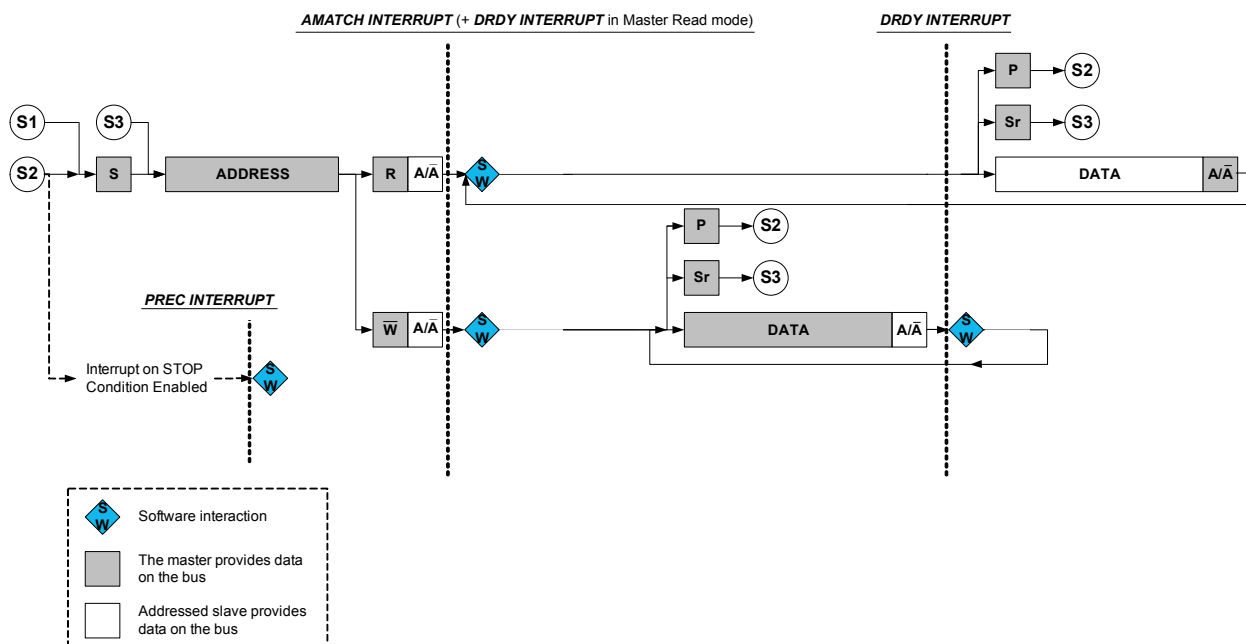 AMATCH INTERRUPT (+ DRDY INTERRUPT in Master Read mode)
DRDY INTERRUPT
P
S2
S1
S3
Sr
S3
S2
S
ADDRESS
R
A/A̅
S
W
DATA
A/A̅
P
S2
Sr
S3
PREC INTERRUPT
W̅
A/A̅
S
W
DATA
A/A̅
S
W
Interrupt on STOP
Condition Enabled
S
W
S
W
Software interaction
The master provides data
on the bus
Addressed slave provides
data on the bus